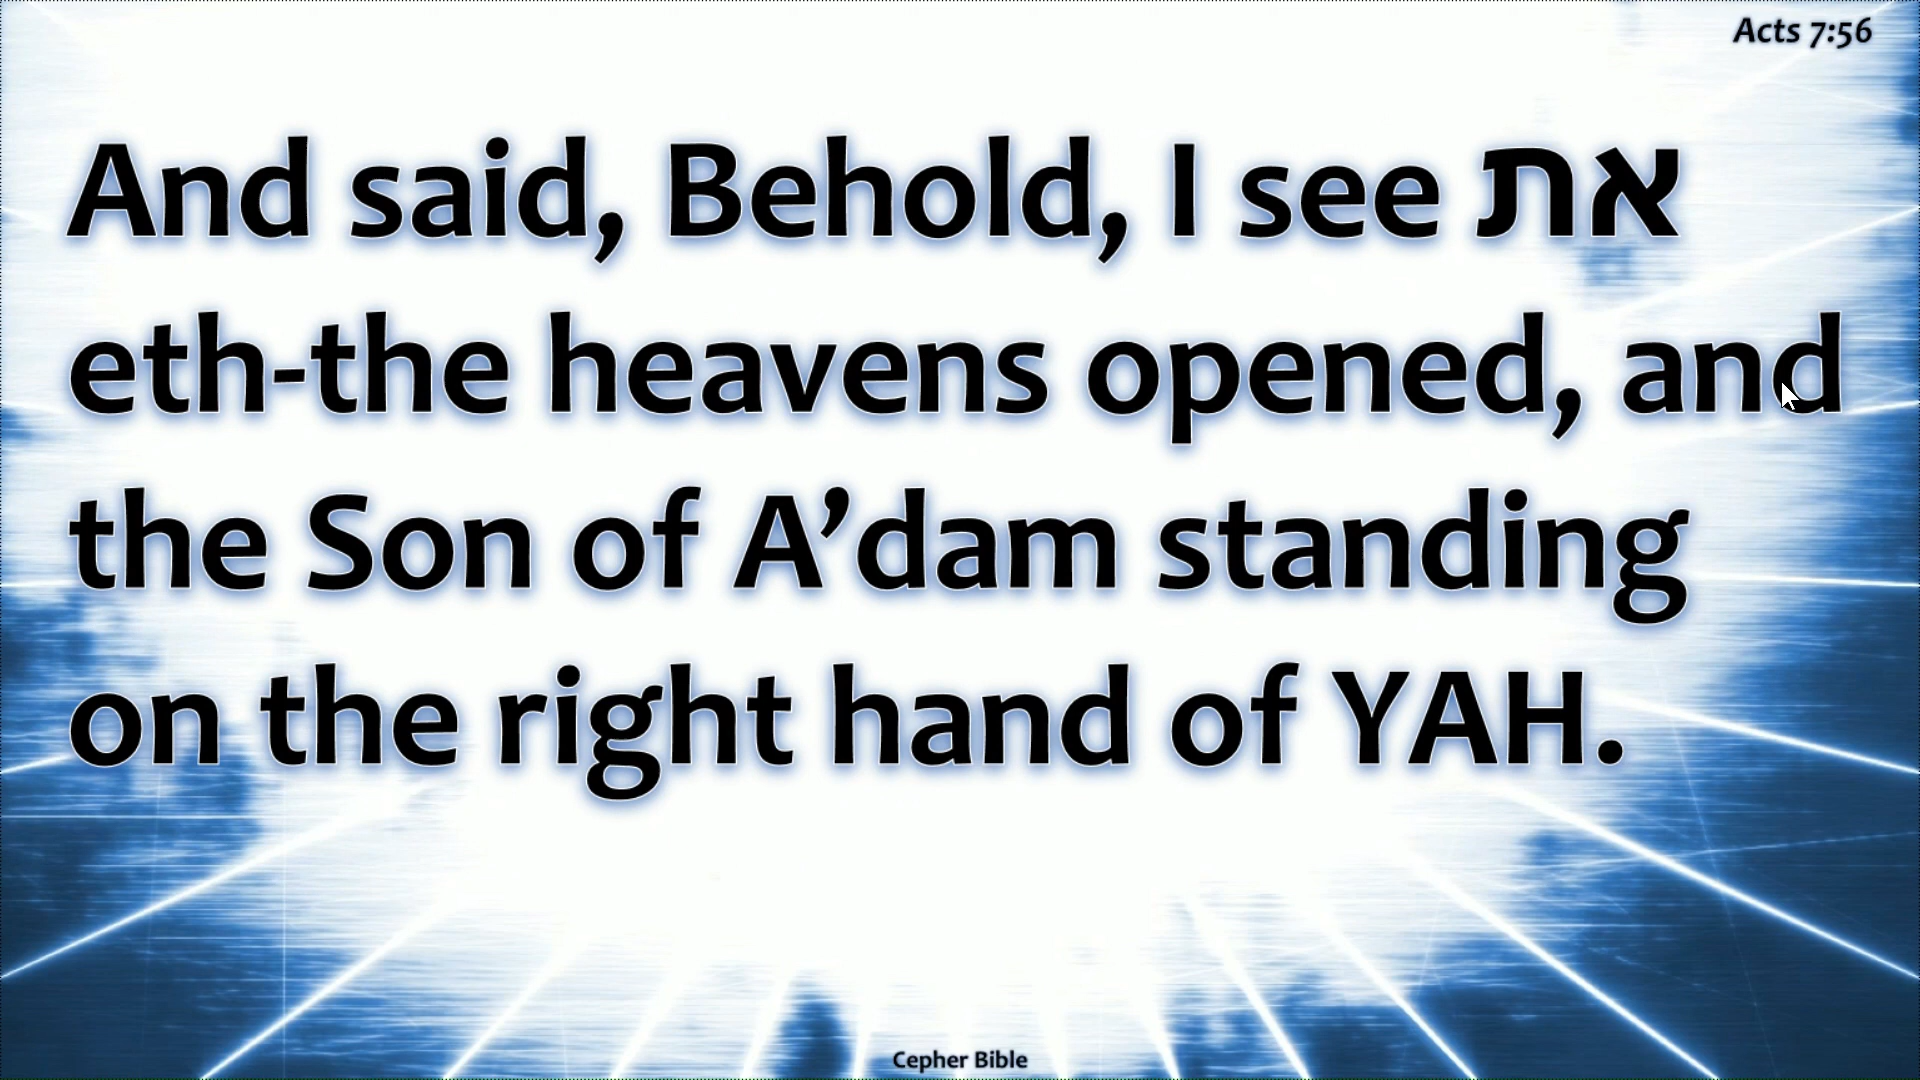 Acts 7:56
And said, Behold, I see את
eth-the heavens opened, and
the Son of A’dam standing
on the right hand of YAH.
Cepher Bible